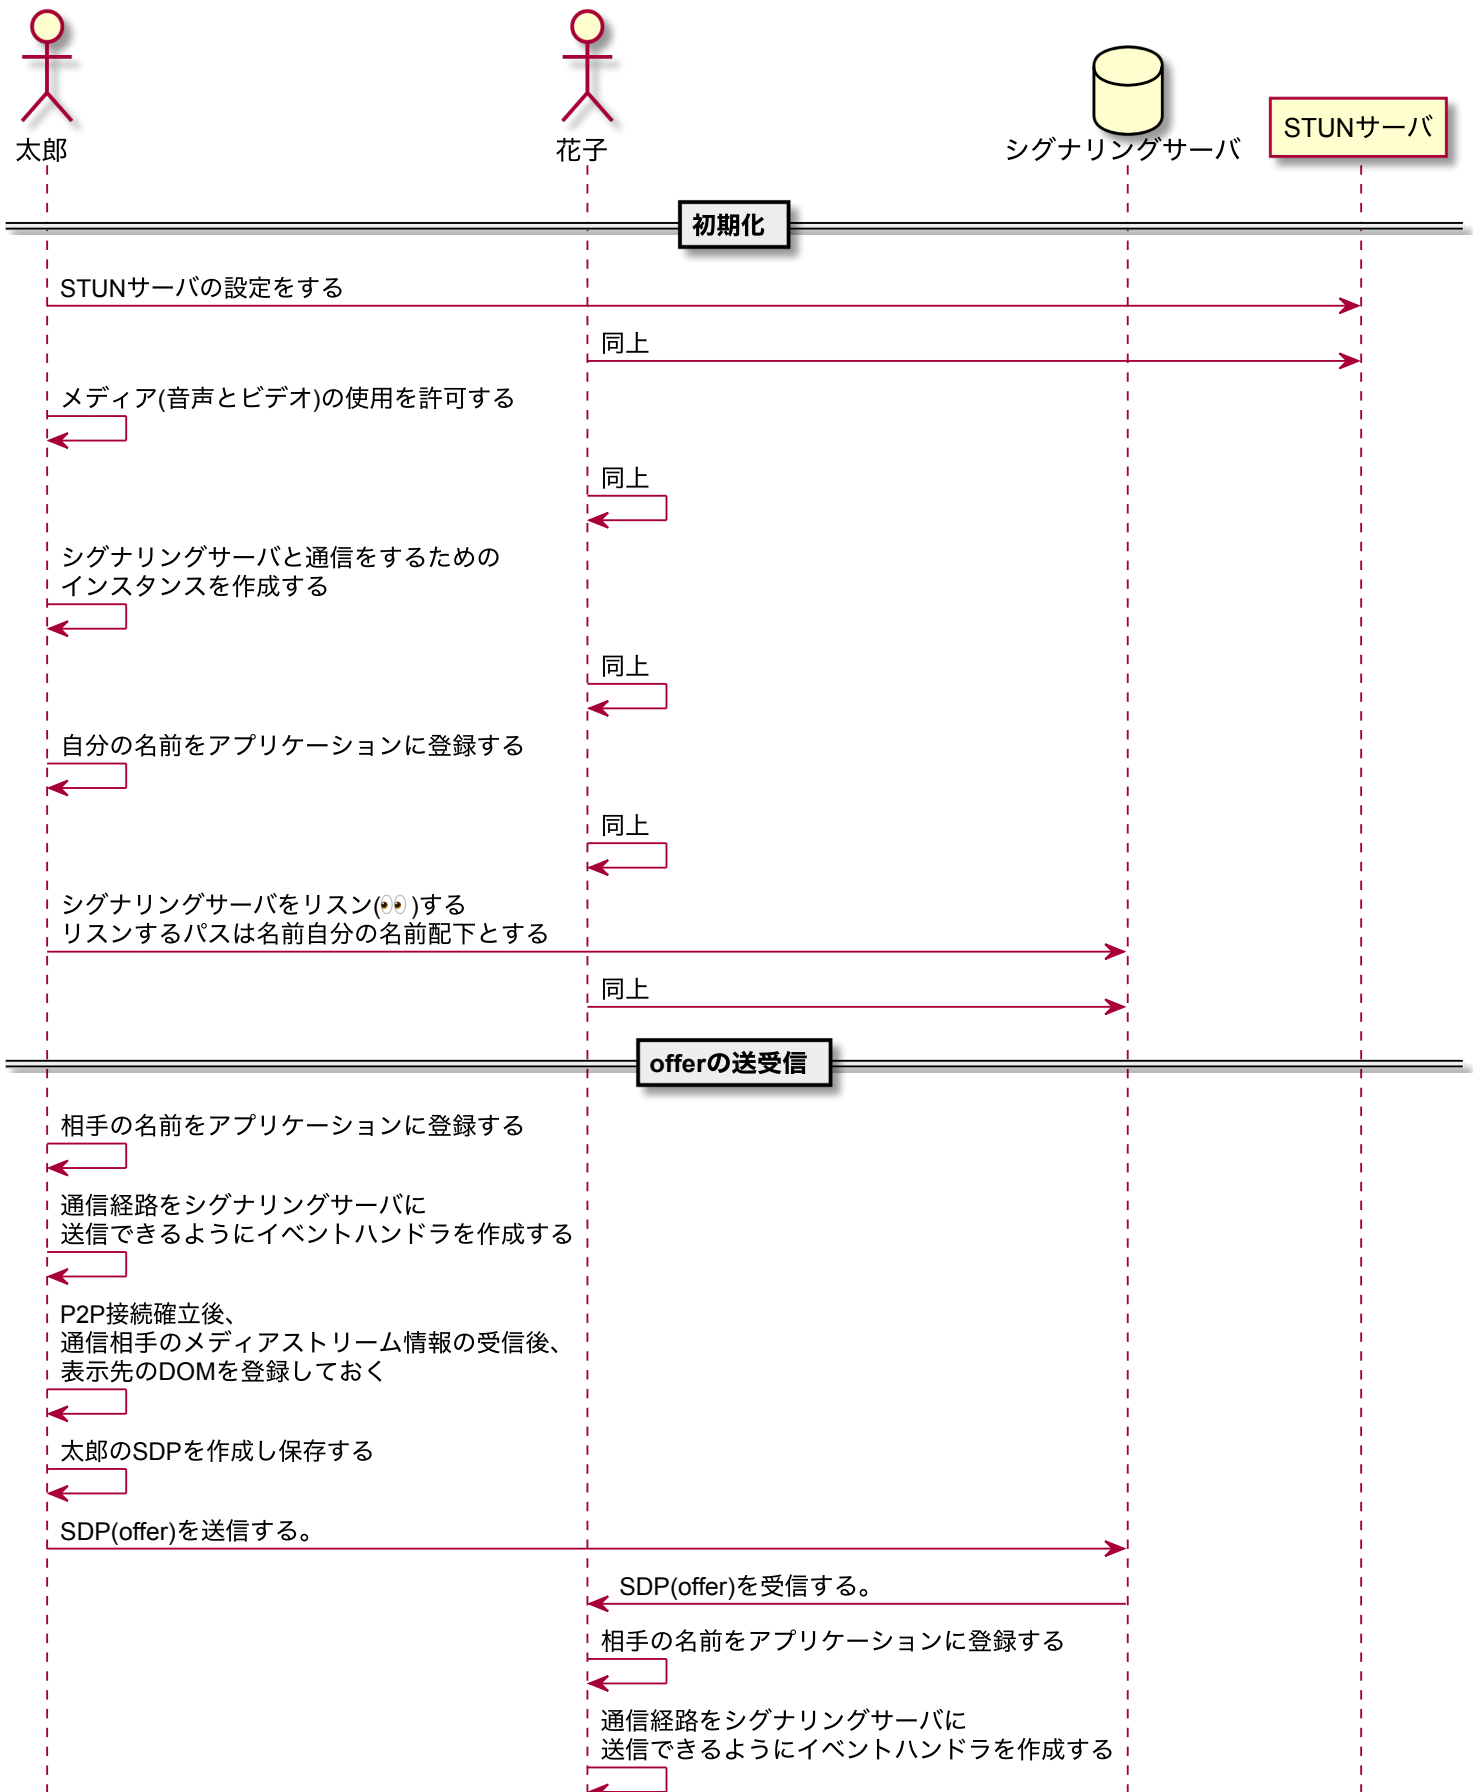 太郎
花子
シグナリングサーバ
STUNサーバ
初期化
STUNサーバの設定をする
同上
メディア(音声とビデオ)の使用を許可する
同上
シグナリングサーバと通信をするための
インスタンスを作成する
同上
自分の名前をアプリケーションに登録する
同上
シグナリングサーバをリスン(👀)する
リスンするパスは名前自分の名前配下とする
同上
offerの送受信
相手の名前をアプリケーションに登録する
通信経路をシグナリングサーバに
送信できるようにイベントハンドラを作成する
P2P接続確立後、
通信相手のメディアストリーム情報の受信後、
表示先のDOMを登録しておく
太郎のSDPを作成し保存する
SDP(offer)を送信する。
SDP(offer)を受信する。
相手の名前をアプリケーションに登録する
通信経路をシグナリングサーバに
送信できるようにイベントハンドラを作成する